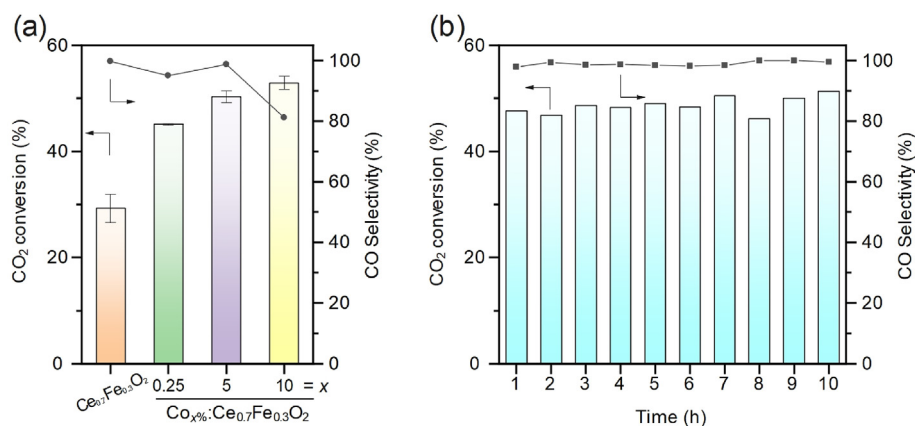 (a)
60
40
20
0
CO₂ conversion (%)
100
80
60
40
20
0
CO Selectivity (%)
Ce₀.₇Fe₀.₃O₂
0.25 5 10 = x
Coₓ%:Ce₀.₇Fe₀.₃O₂
(b)
60
40
20
0
CO₂ conversion (%)
100
80
60
40
20
0
CO Selectivity (%)
1 2 3 4 5 6 7 8 9 10
Time (h)